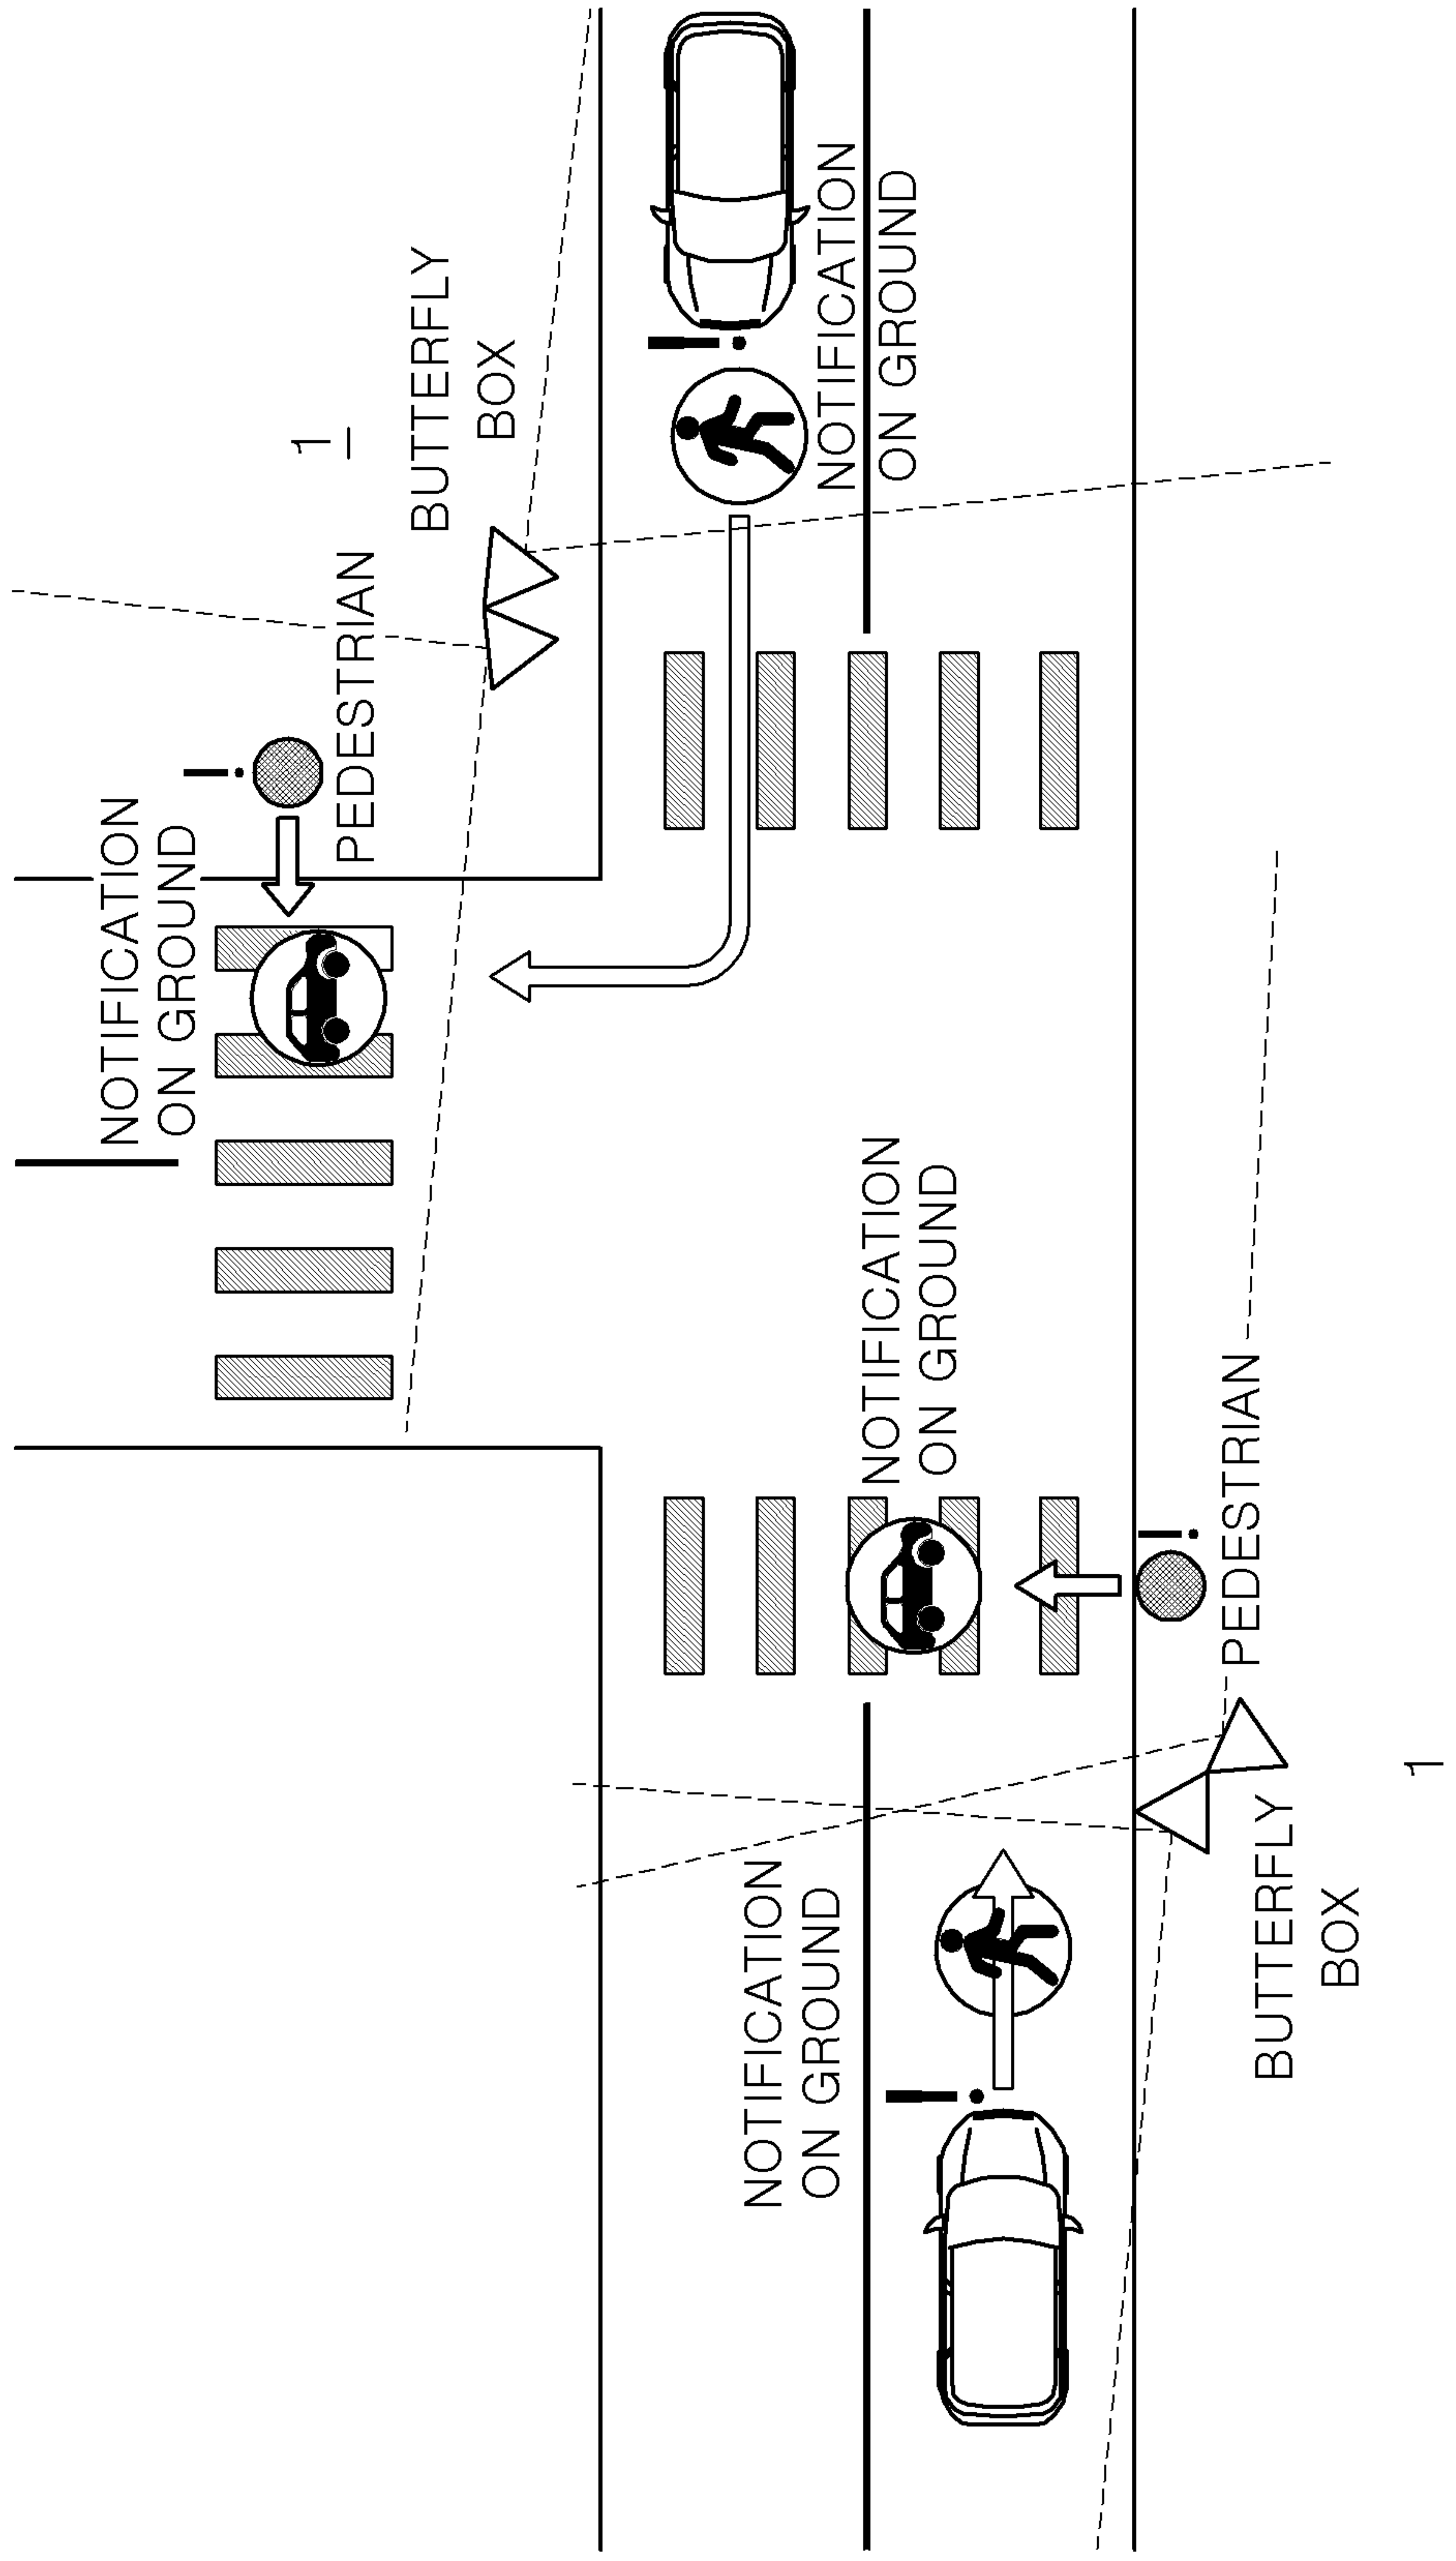 NOTIFICATION
ON GROUND
1
PEDESTRIAN
BUTTERFLY
BOX
NOTIFICATION
ON GROUND
NOTIFICATION
ON GROUND
NOTIFICATION
ON GROUND
PEDESTRIAN
BUTTERFLY
BOX
1